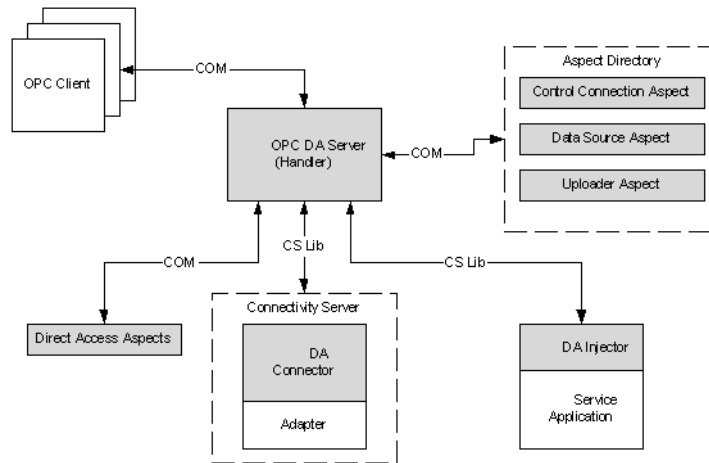 OPC Client
COM
Aspect Directory
Control Connection Aspect
Data Source Aspect
Uploader Aspect
OPC DA Server
(Handler)
COM
COM
CS Lib
CS Lib
Direct Access Aspects
Connectivity Server
DA
Connector
Adapter
DA Injector
Service
Application